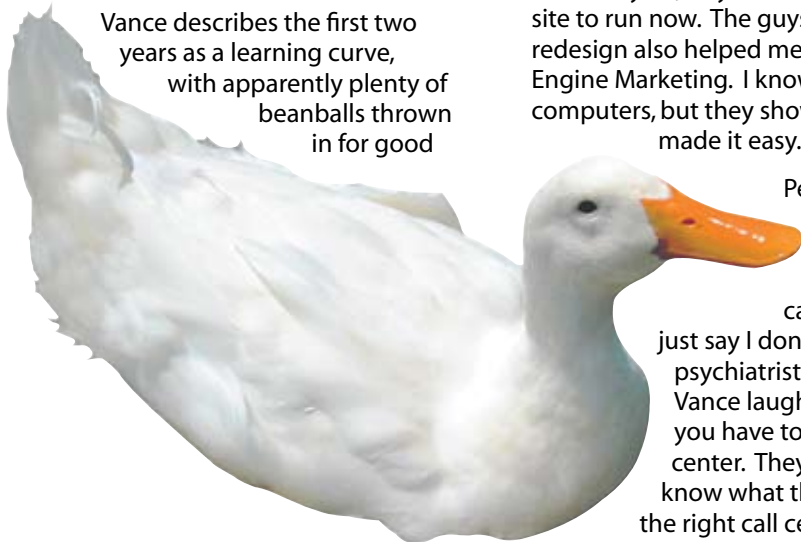 Vance describes the first two
years as a learning curve,
with apparently plenty of
beanballs thrown
in for good
site to run now. The guys
redesign also helped me
Engine Marketing. I know
computers, but they show
made it easy.
just say I don
psychiatrist
Vance laugh
you have to
center. They
know what th
the right call ce